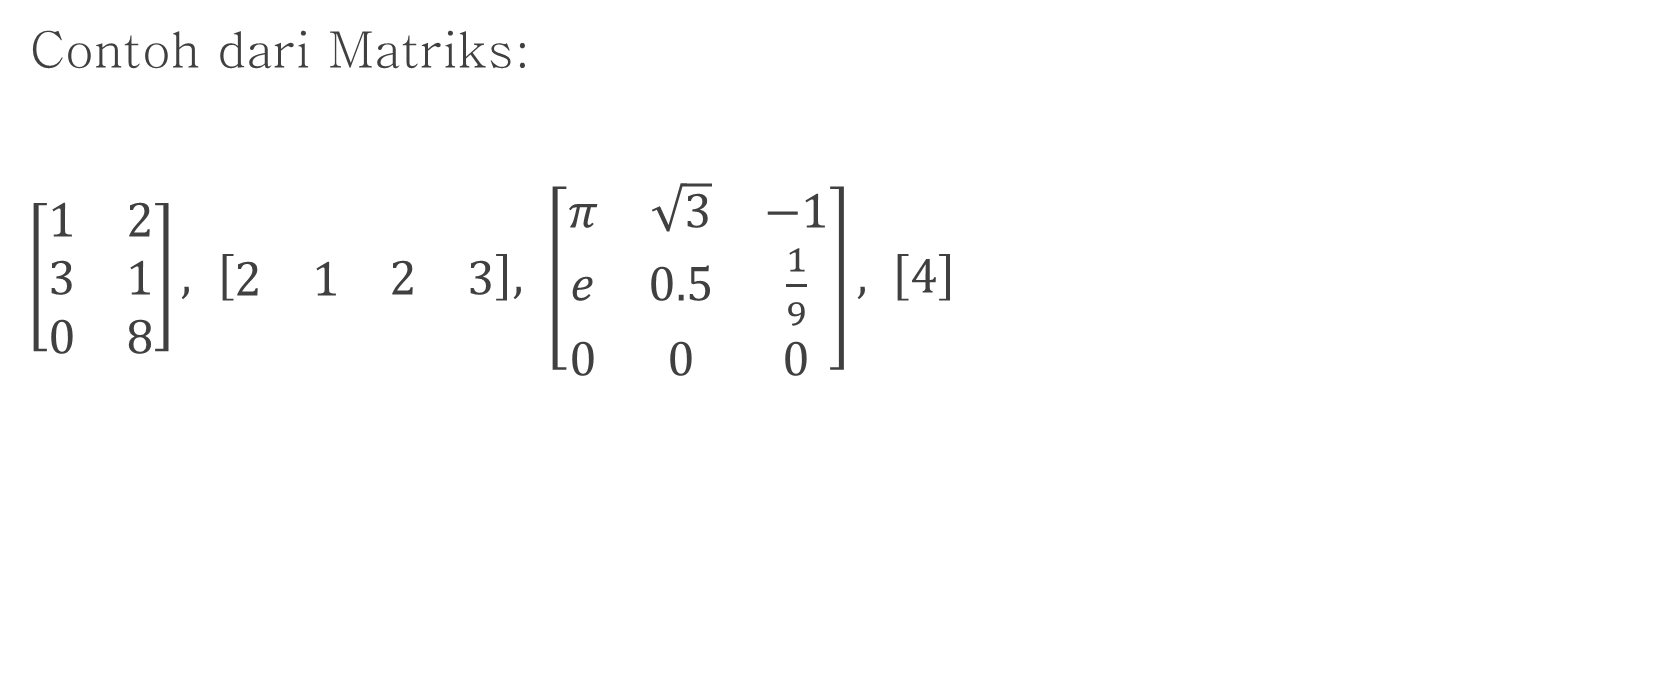 Contoh dari Matriks:
[1 2
3 1
0 8], [2 1 2 3], [π √3 −1
e 0.5 1/9
0 0 0], [4]